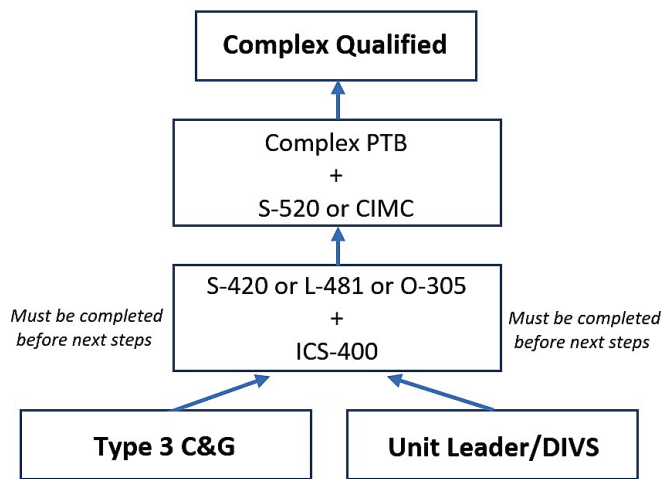 Complex Qualified
Complex PTB
+
S-520 or CIMC
S-420 or L-481 or O-305
+
ICS-400
Must be completed
before next steps
Must be completed
before next steps
Type 3 C&G
Unit Leader/DIVS